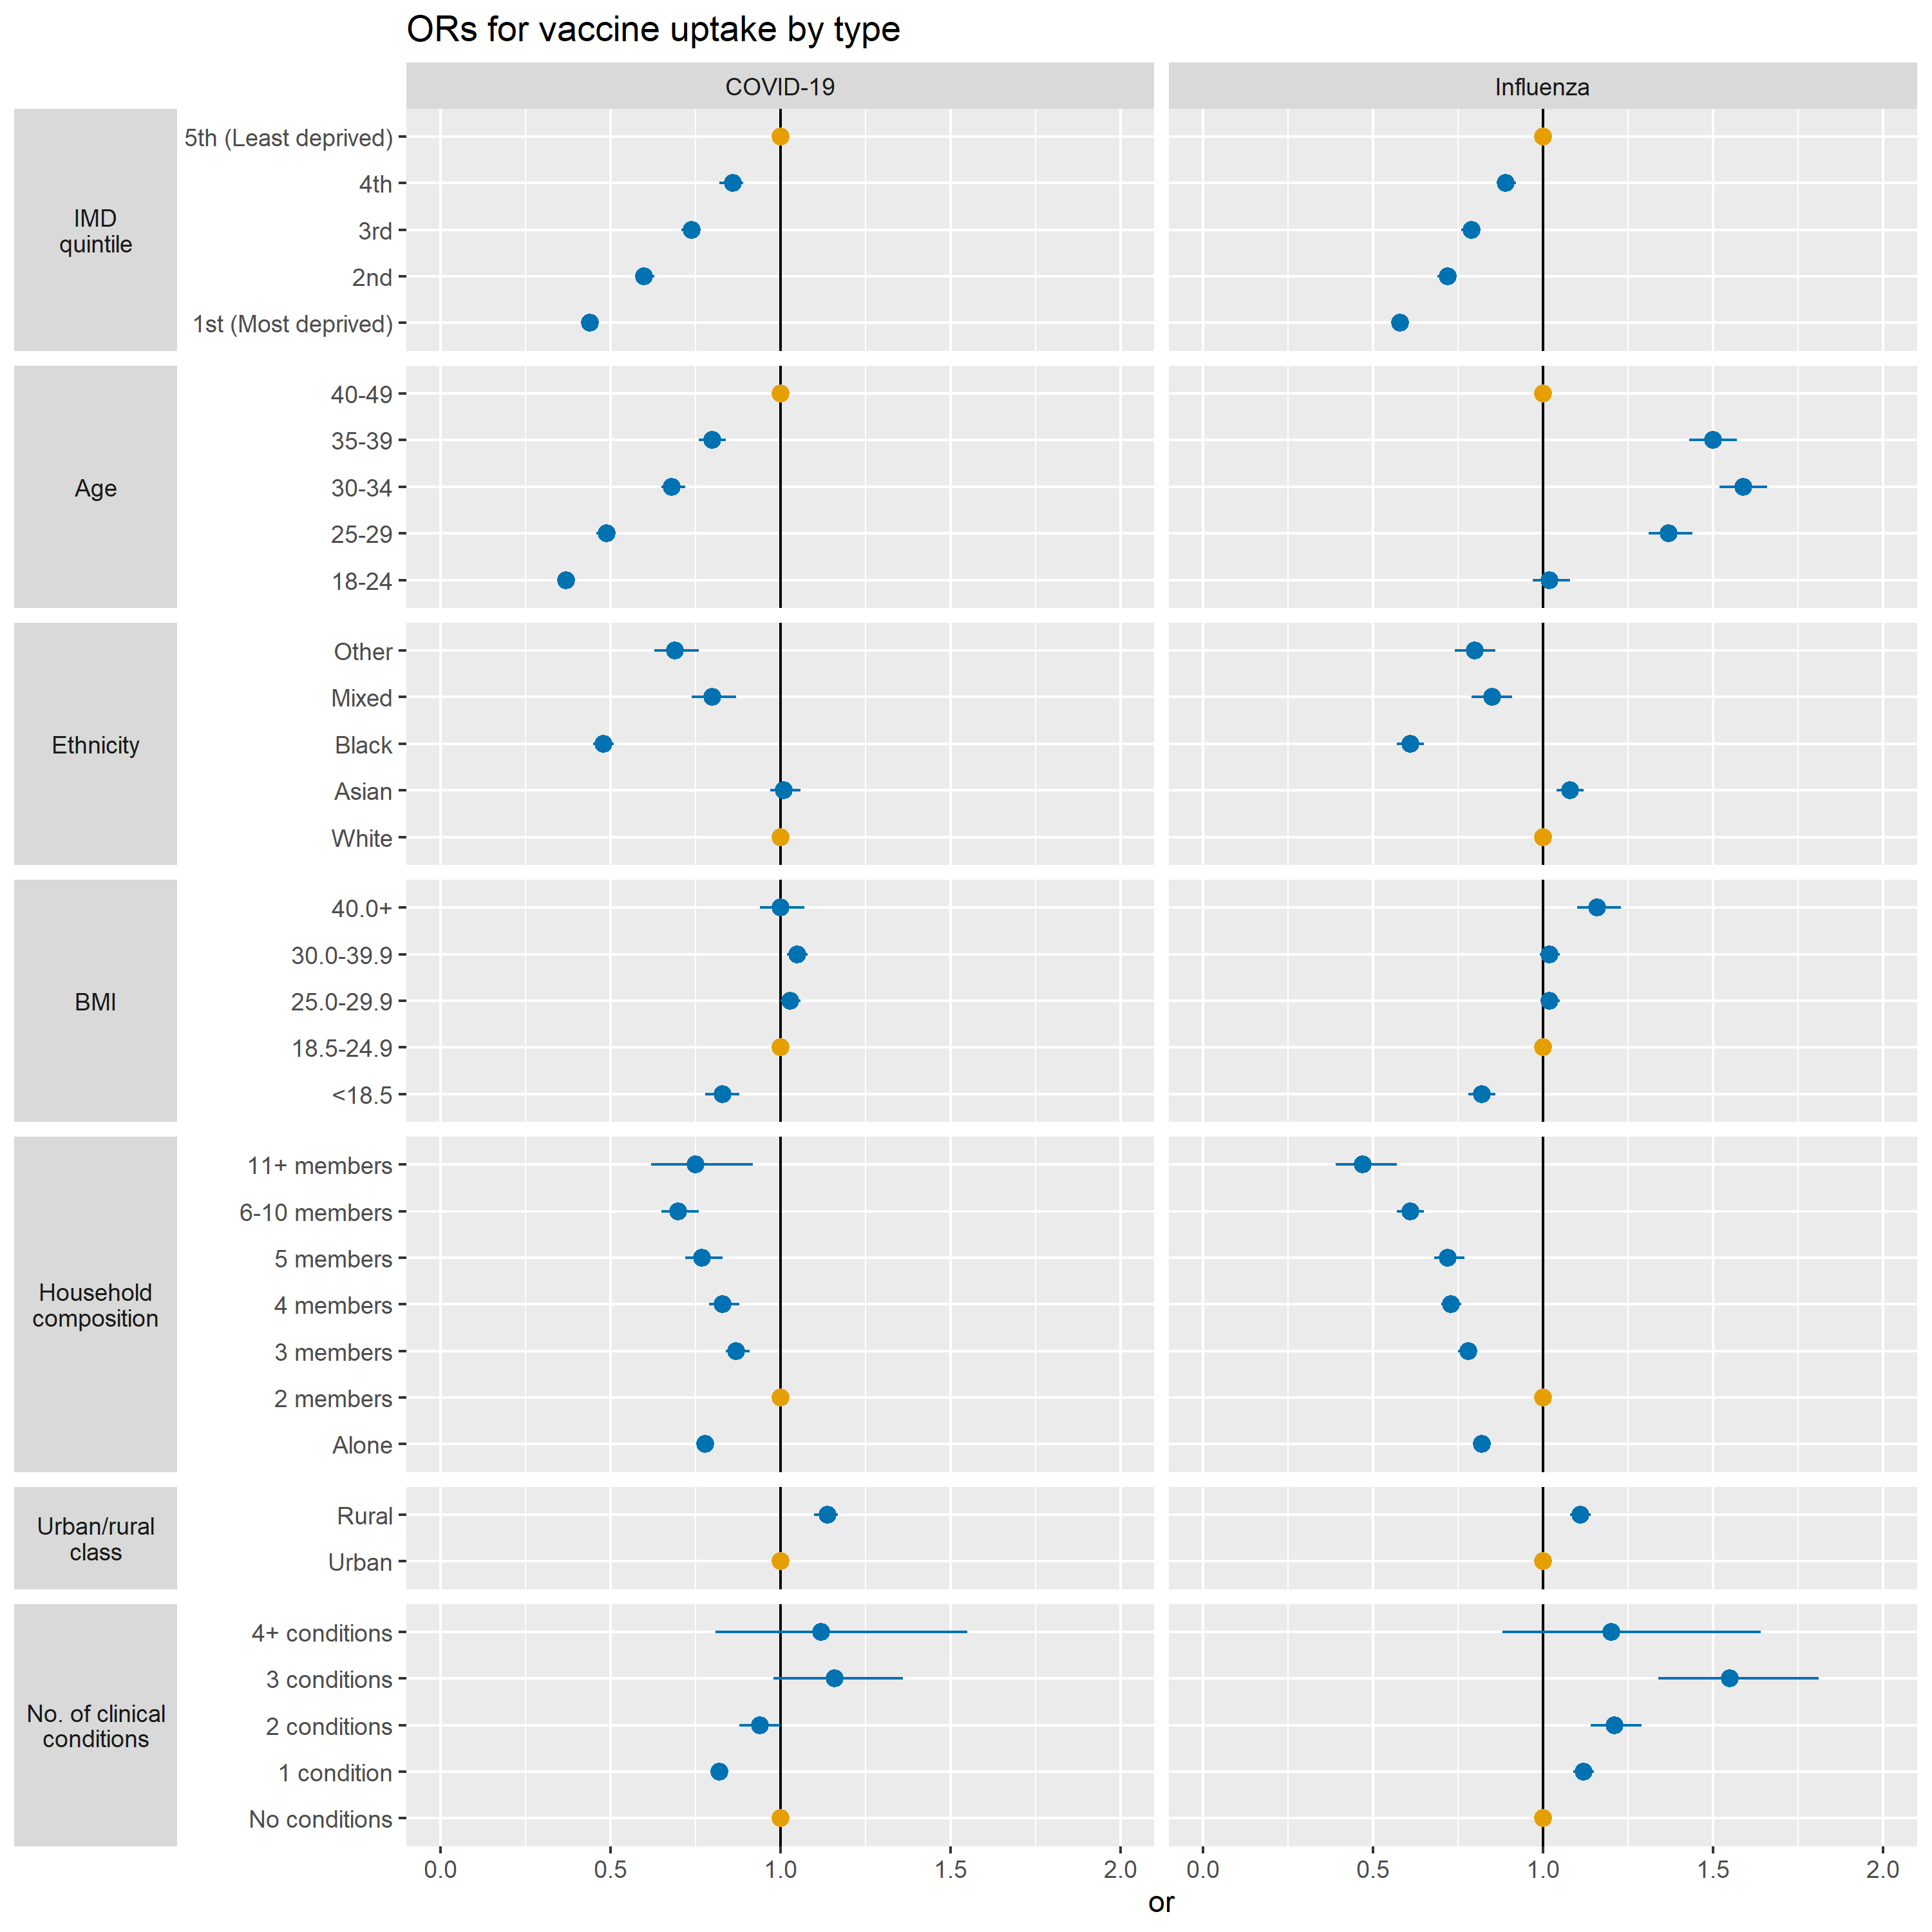 ORs for vaccine uptake by type
COVID-19
Influenza
IMD
quintile
5th (Least deprived)
4th
3rd
2nd
1st (Most deprived)
Age
40-49
35-39
30-34
25-29
18-24
Ethnicity
Other
Mixed
Black
Asian
White
BMI
40.0+
30.0-39.9
25.0-29.9
18.5-24.9
<18.5
Household
composition
11+ members
6-10 members
5 members
4 members
3 members
2 members
Alone
Urban/rural
class
Rural
Urban
No. of clinical
conditions
4+ conditions
3 conditions
2 conditions
1 condition
No conditions
0.0 0.5 1.0 1.5 2.0
0.0 0.5 1.0 1.5 2.0
or